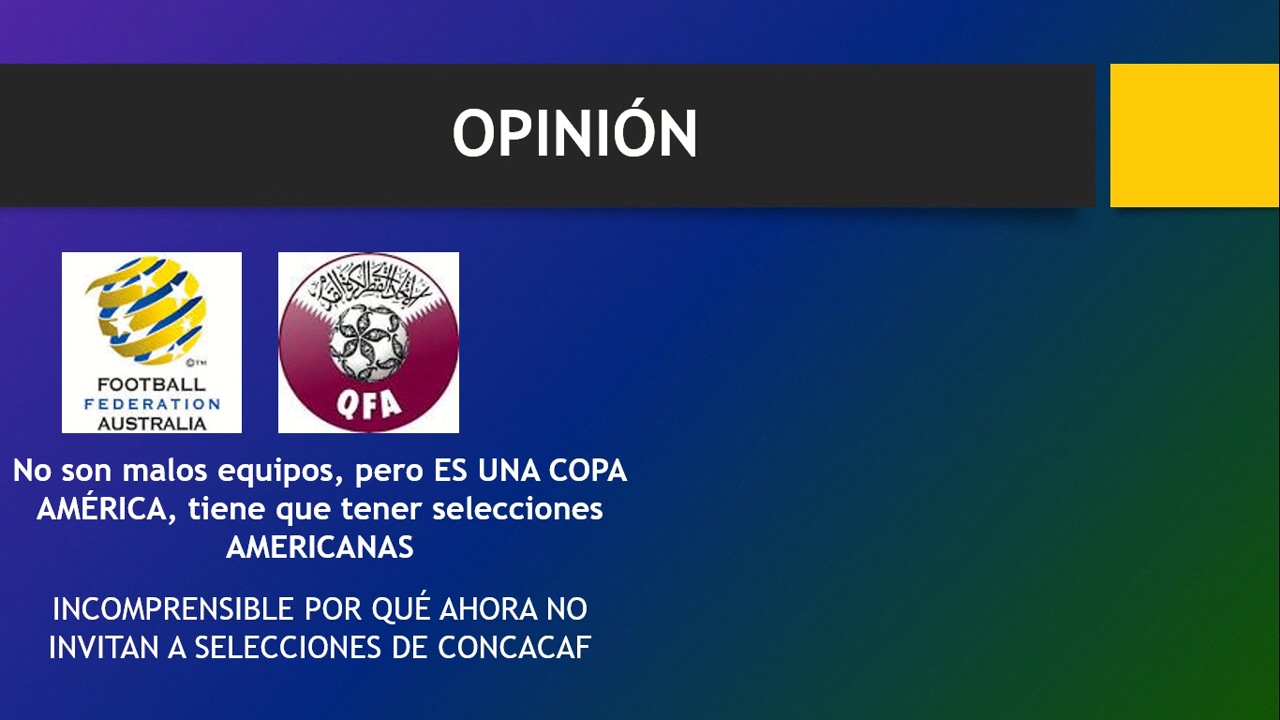 OPINIÓN
©™
FOOTBALL
FEDERATION
AUSTRALIA
QFA
No son malos equipos, pero ES UNA COPA
AMÉRICA, tiene que tener selecciones
AMERICANAS
INCOMPRENSIBLE POR QUÉ AHORA NO
INVITAN A SELECCIONES DE CONCACAF